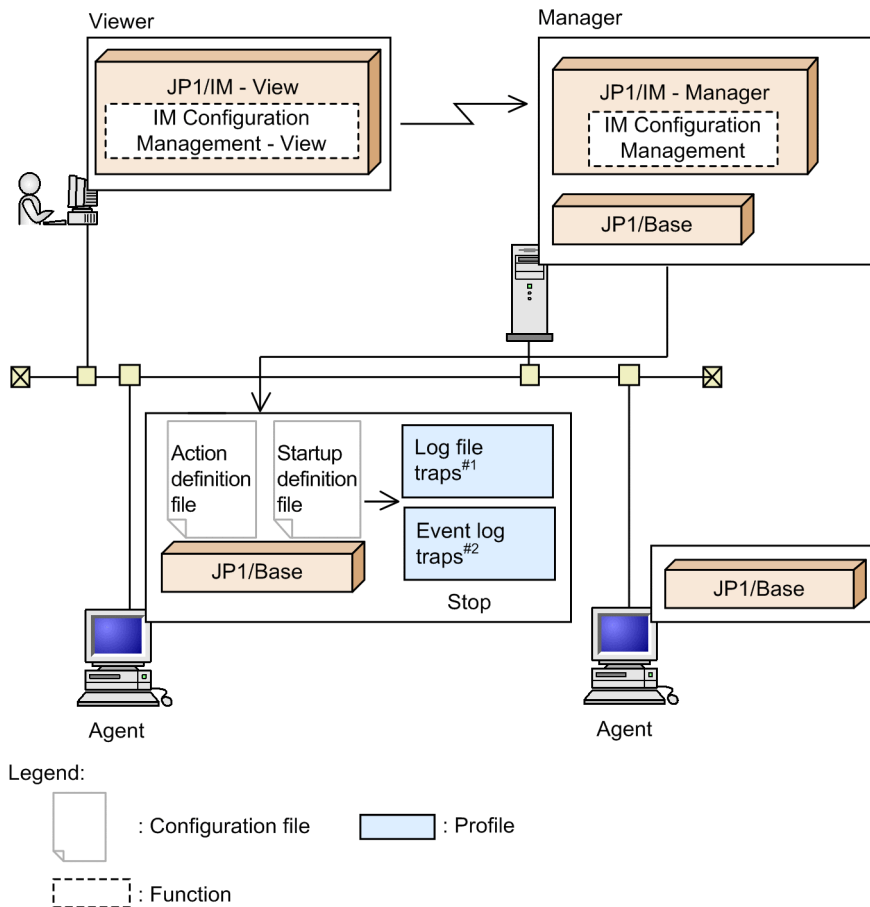 Viewer
Manager
JP1/IM - View
IM Configuration
Management - View
JP1/IM - Manager
IM Configuration
Management
JP1/Base
Action
definition
file
Startup
definition
file
Log file
traps#1
Event log
traps#2
JP1/Base
Stop
JP1/Base
Agent
Agent
Legend:
: Configuration file
: Profile
: Function